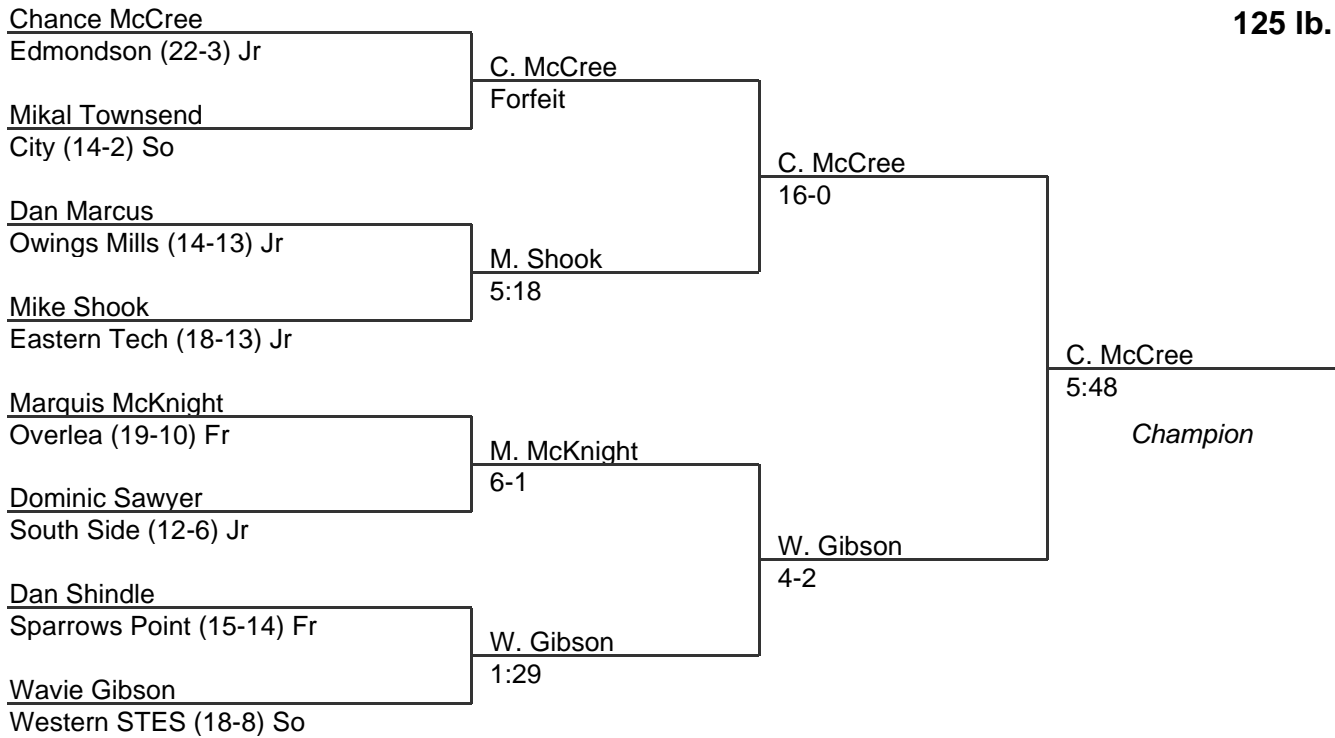 125 lb.
Chance McCree
Edmondson (22-3) Jr
C. McCree
Forfeit
Mikal Townsend
City (14-2) So
C. McCree
16-0
Dan Marcus
Owings Mills (14-13) Jr
M. Shook
5:18
Mike Shook
Eastern Tech (18-13) Jr
C. McCree
5:48
Champion
Marquis McKnight
Overlea (19-10) Fr
M. McKnight
6-1
Dominic Sawyer
South Side (12-6) Jr
W. Gibson
4-2
Dan Shindle
Sparrows Point (15-14) Fr
W. Gibson
1:29
Wavie Gibson
Western STES (18-8) So